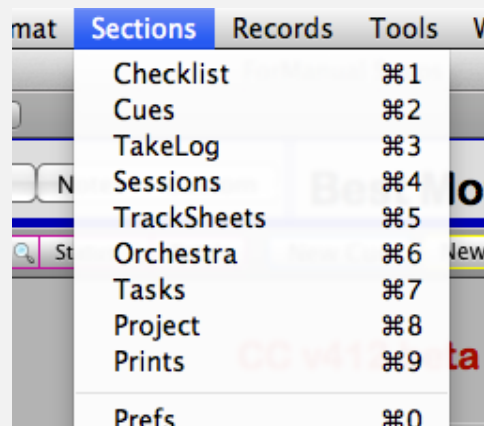 mat Sections Records Tools
Checklist ⌘1
Cues ⌘2
TakeLog ⌘3
Sessions ⌘4
TrackSheets ⌘5
Orchestra ⌘6
Tasks ⌘7
Project ⌘8
Prints ⌘9
Prefs ⌘0